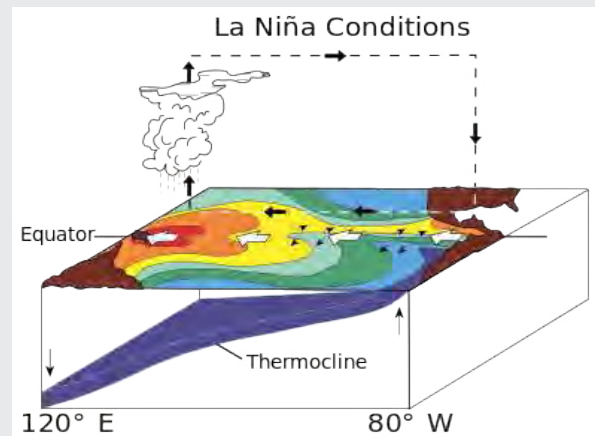 La Niña Conditions
Equator
Thermocline
120° E
80° W